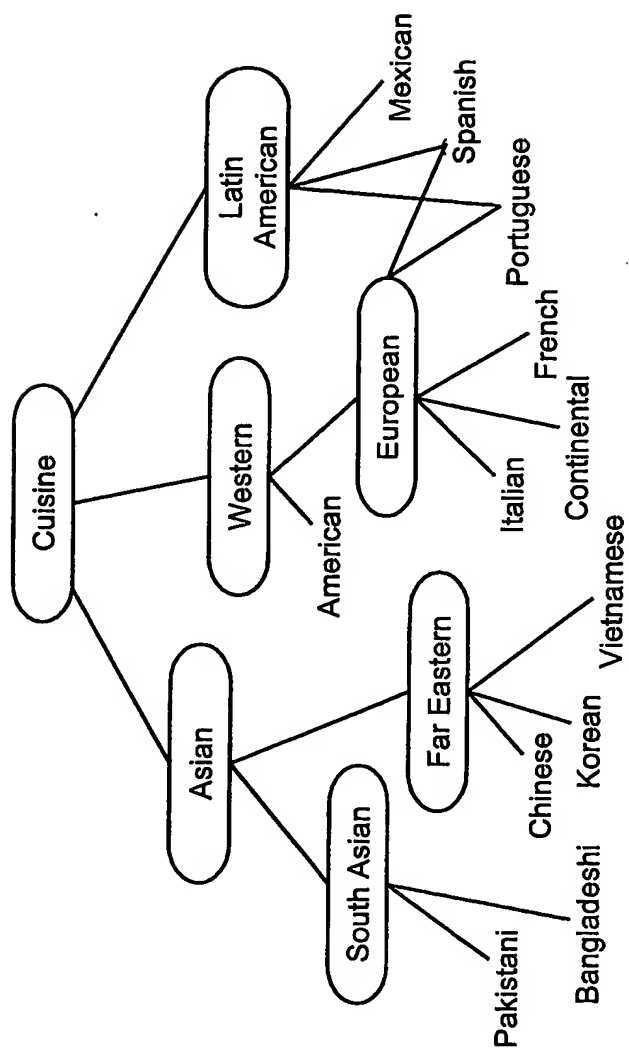 Cuisine
Asian
Western
Latin
American
South Asian
Far Eastern
American
European
Mexican
Spanish
Portuguese
Pakistani
Bangladeshi
Chinese
Korean
Vietnamese
Italian
Continental
French